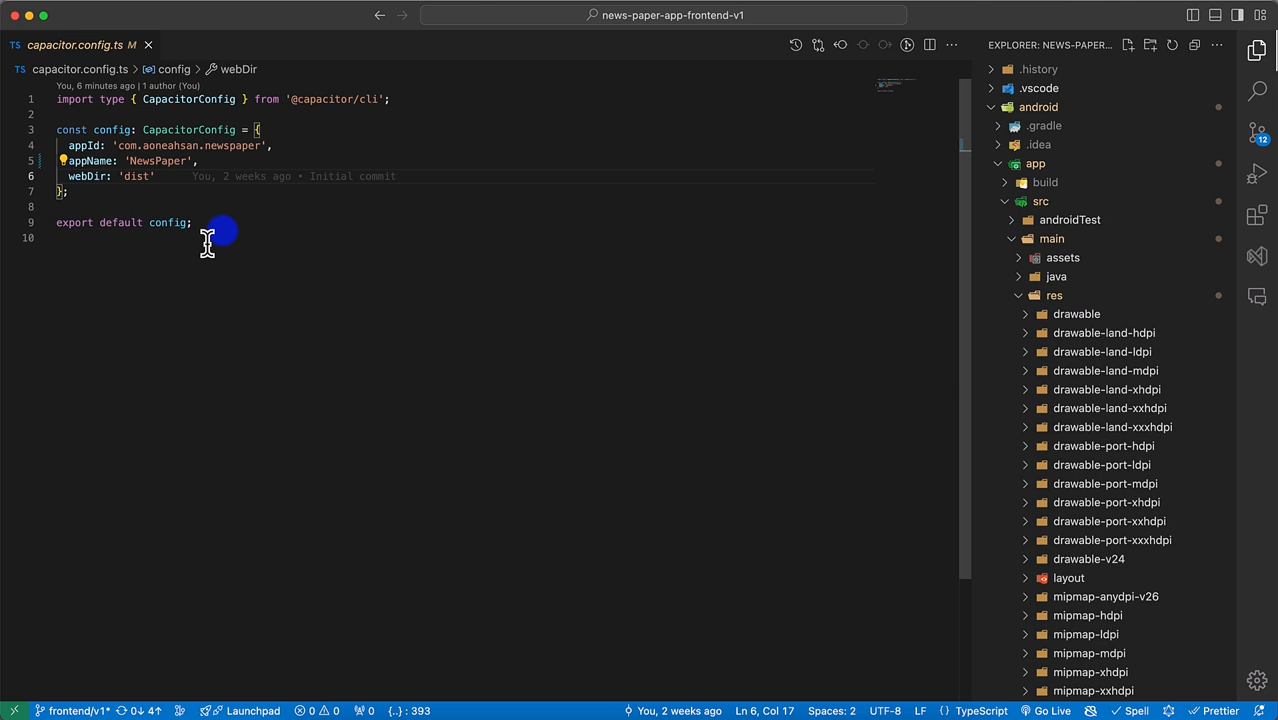 news-paper-app-frontend-v1
TS capacitor.config.ts M
EXPLORER: NEWS-PAPER...
TS capacitor.config.ts > config > webDir
You, 6 minutes ago | 1 author (You)
1 import type { CapacitorConfig } from '@capacitor/cli';
2
3 const config: CapacitorConfig = {
4 appId: 'com.aoneahsan.newspaper',
5 appName: 'NewsPaper',
6 webDir: 'dist' You, 2 weeks ago • Initial commit
7 };
8
9 export default config;
10
.history
.vscode
android
.gradle
.idea
app
build
src
androidTest
main
assets
java
res
drawable
drawable-land-hdpi
drawable-land-ldpi
drawable-land-mdpi
drawable-land-xhdpi
drawable-land-xxhdpi
drawable-land-xxxhdpi
drawable-port-hdpi
drawable-port-ldpi
drawable-port-mdpi
drawable-port-xhdpi
drawable-port-xxhdpi
drawable-port-xxxhdpi
drawable-v24
layout
mipmap-anydpi-v26
mipmap-hdpi
mipmap-ldpi
mipmap-mdpi
mipmap-xhdpi
mipmap-xxhdpi
12
frontend/v1* 0↓ 4↑ Launchpad 0 0 0 {..} : 393 You, 2 weeks ago Ln 6, Col 17 Spaces: 2 UTF-8 LF { } TypeScript Go Live Spell Prettier